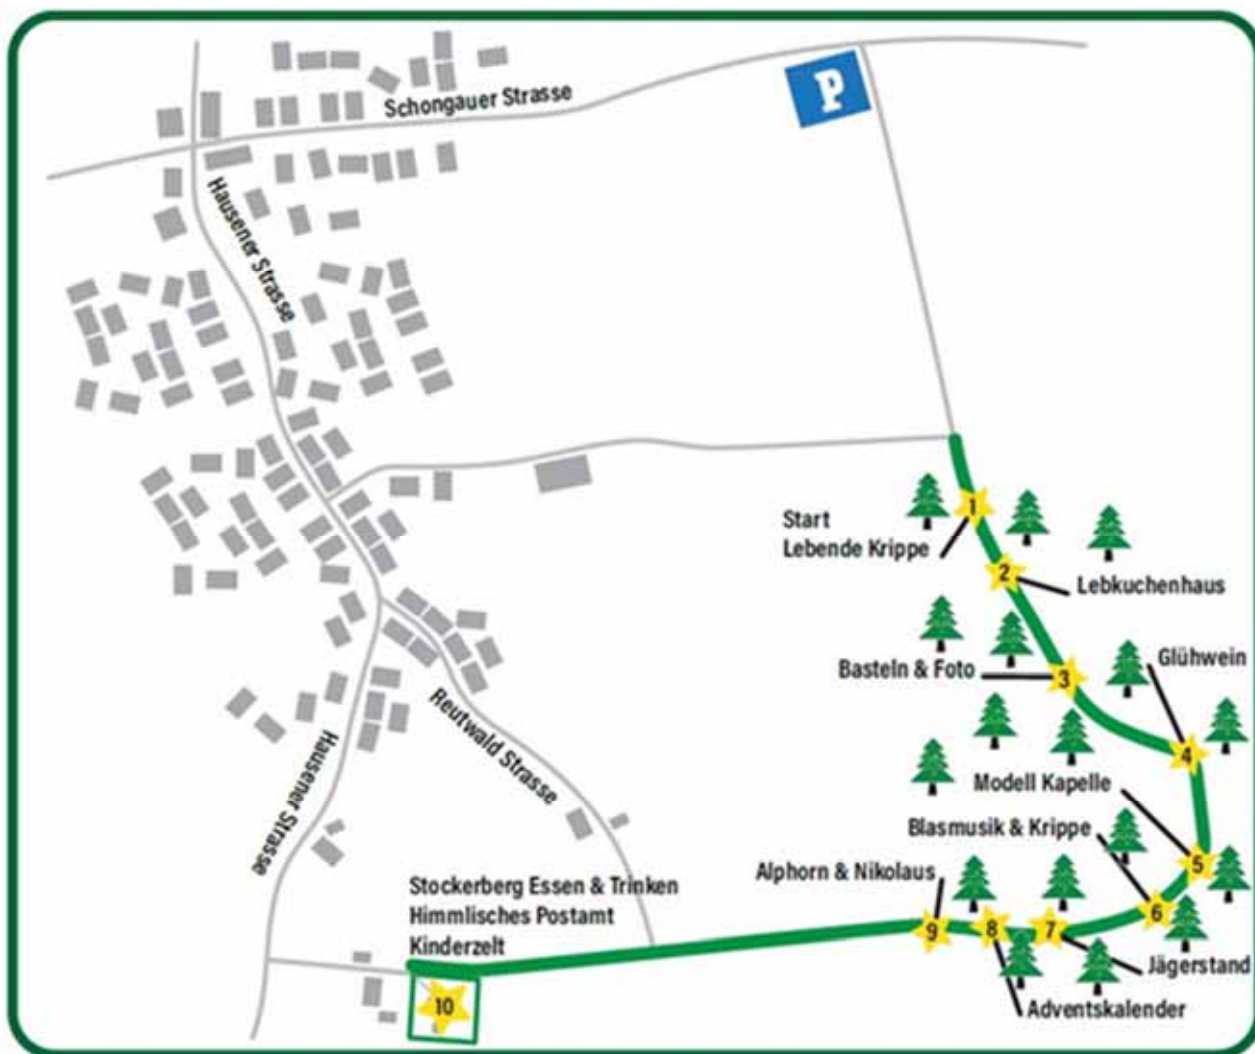 P
Schongauer Strasse
Hausener Strasse
1
Start
Lebende Krippe
2
Lebkuchenhaus
3
Basteln & Foto
Glühwein
4
Reutwald Strasse
Hausener Strasse
Modell Kapelle
5
Blasmusik & Krippe
6
Alphorn & Nikolaus
9
8
7
Jägerstand
Adventskalender
Stockerberg Essen & Trinken
Himmlisches Postamt
Kinderzelt
10